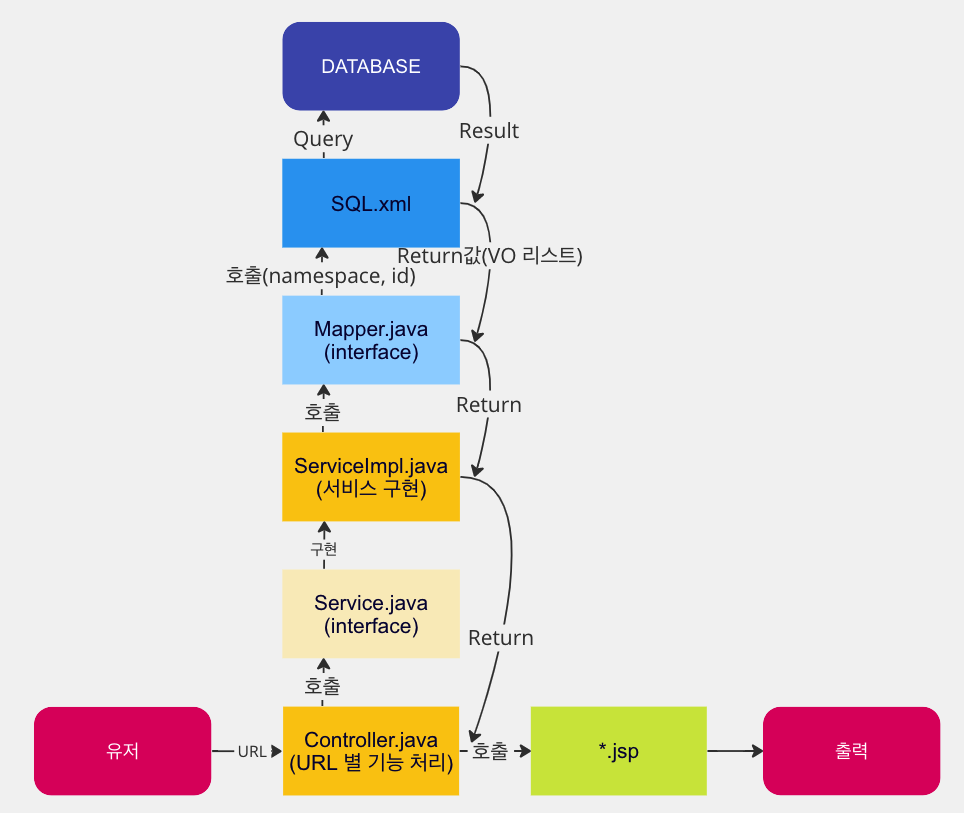 DATABASE
Result
Query
SQL.xml
Return값(VO 리스트)
호출(namespace, id)
Mapper.java
(interface)
Return
호출
ServiceImpl.java
(서비스 구현)
구현
Service.java
(interface)
Return
호출
유저
URL
Controller.java
(URL 별 기능 처리)
호출
*.jsp
출력